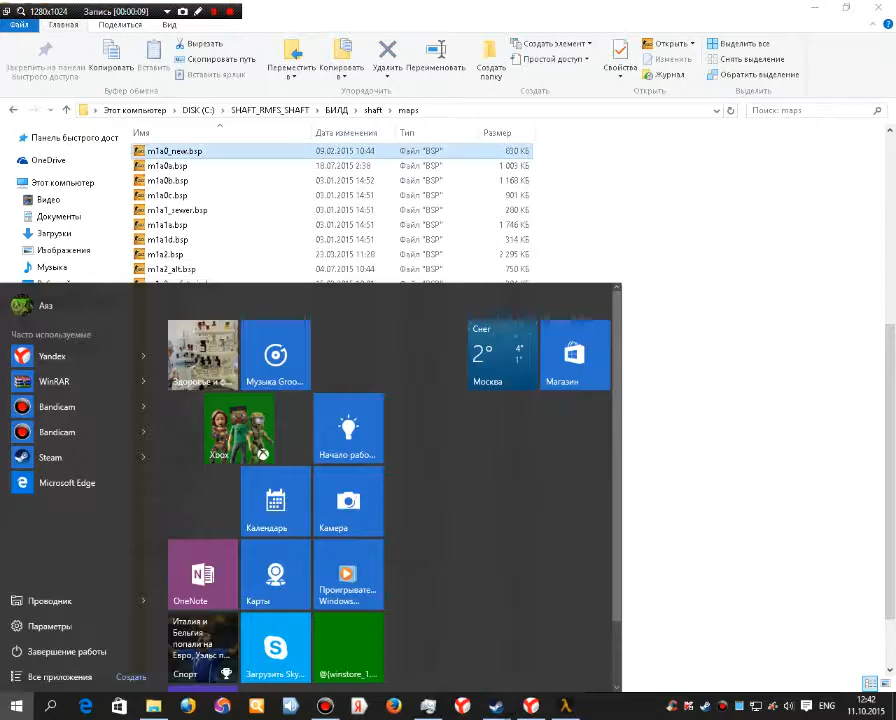 1280x1024 Запись [00:00:09]
Файл Главная Поделиться Вид
Закрепить на панели быстрого доступа
Копировать
Вставить
Вырезать
Скопировать путь
Вставить ярлык
Буфер обмена
Переместить в
Копировать в
Удалить
Переименовать
Упорядочить
Создать папку
Создать элемент
Простой доступ
Создать
Свойства
Открыть
Изменить
Журнал
Открыть
Выделить все
Снять выделение
Обратить выделение
Выделить
Этот компьютер DISK (C:) SHAFT_RMFS_SHAFT БИЛД shaft maps
Поиск: maps
Имя Дата изменения Тип Размер
Панель быстрого дост
OneDrive
Этот компьютер
Видео
Документы
Загрузки
Изображения
Музыка
m1a0_new.bsp 09.02.2015 10:44 Файл "BSP" 830 КБ
m1a0a.bsp 18.07.2015 2:38 Файл "BSP" 1 003 КБ
m1a0b.bsp 03.01.2015 14:52 Файл "BSP" 1 168 КБ
m1a0c.bsp 03.01.2015 14:51 Файл "BSP" 901 КБ
m1a1_sewer.bsp 03.01.2015 14:51 Файл "BSP" 280 КБ
m1a1a.bsp 03.01.2015 14:51 Файл "BSP" 1 746 КБ
m1a1d.bsp 03.01.2015 14:51 Файл "BSP" 314 КБ
m1a2.bsp 23.03.2015 11:28 Файл "BSP" 2 295 КБ
m1a2_alt.bsp 04.07.2015 10:44 Файл "BSP" 750 КБ
Аяз
Часто используемые
Yandex
WinRAR
Bandicam
Bandicam
Steam
Microsoft Edge
Проводник
Параметры
Завершение работы
Все приложения
Создать
Здоровье и ф...
Музыка Groo...
Xbox
Начало рабо...
Календарь
Камера
OneNote
Карты
Проигрывате...
Windows...
Италия и
Бельгия
попали на
Евро, Уэльс п...
Спорт
Загрузить Sky...
@{winstore_1...
Снег
2° 4°
1°
Москва
Магазин
ENG
12:42
11.10.2015